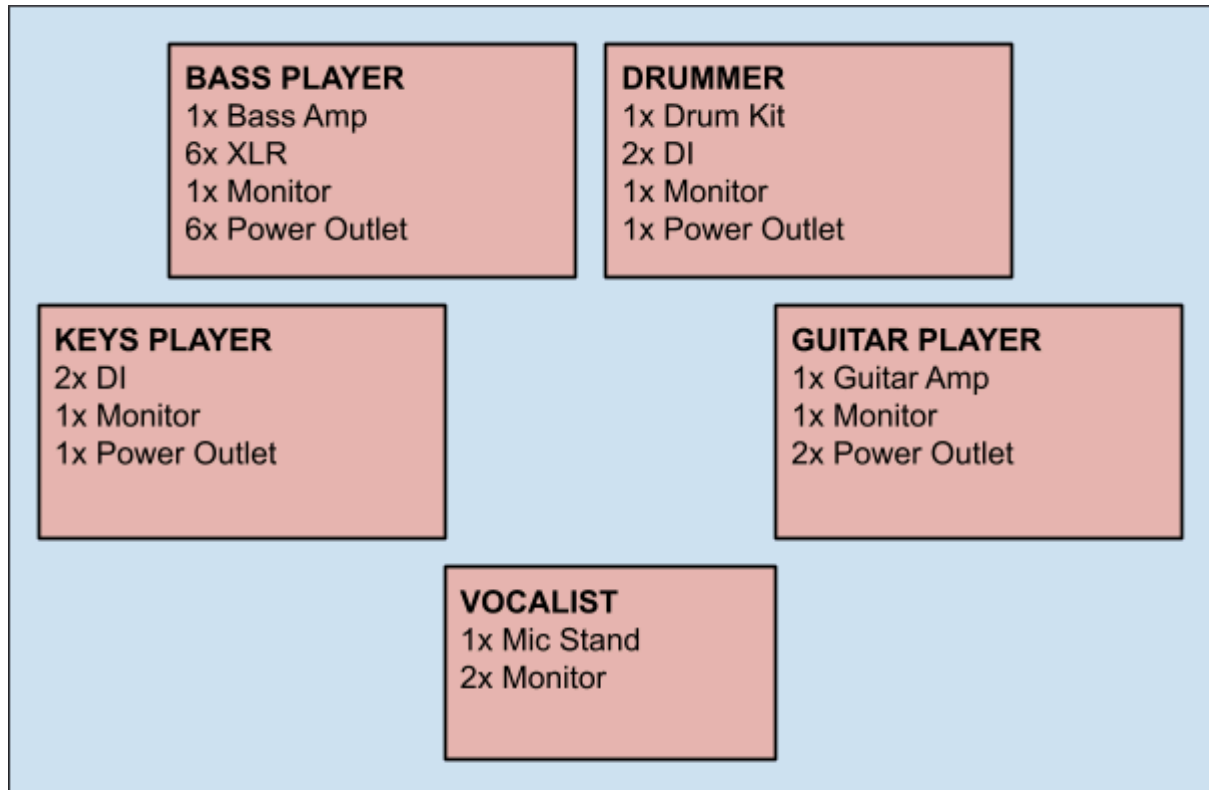 BASS PLAYER
1x Bass Amp
6x XLR
1x Monitor
6x Power Outlet
DRUMMER
1x Drum Kit
2x DI
1x Monitor
1x Power Outlet
KEYS PLAYER
2x DI
1x Monitor
1x Power Outlet
GUITAR PLAYER
1x Guitar Amp
1x Monitor
2x Power Outlet
VOCALIST
1x Mic Stand
2x Monitor